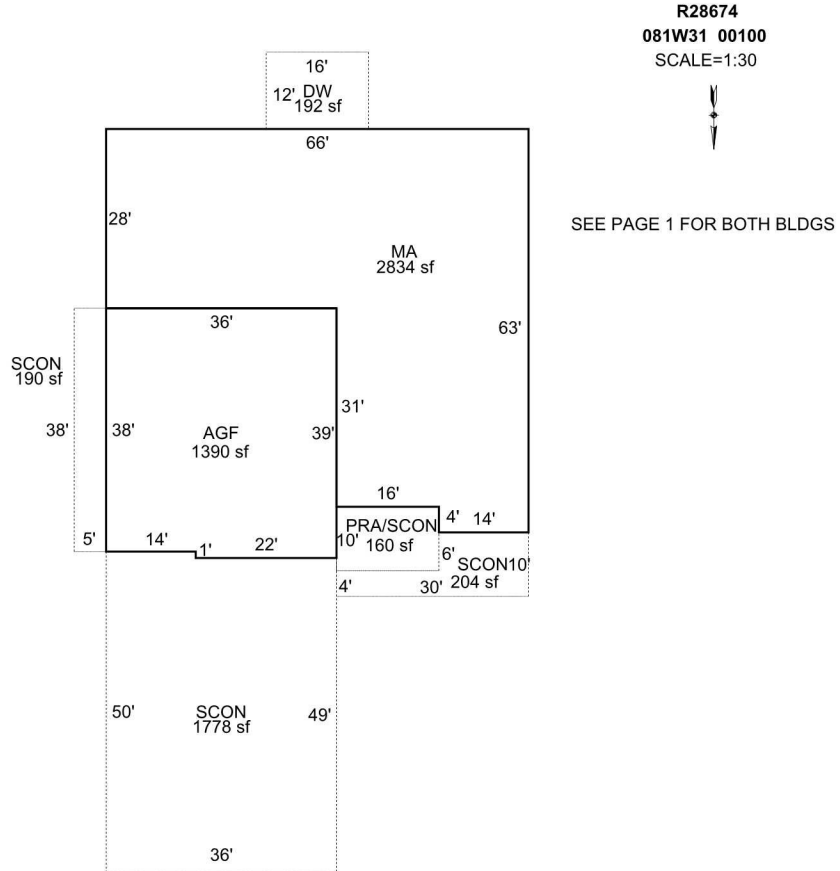 R28674
081W31 00100
SCALE=1:30
SEE PAGE 1 FOR BOTH BLDGS
16'
12'
DW
192 sf
66'
28'
MA
2834 sf
63'
36'
SCON
190 sf
38'
38'
AGF
1390 sf
39'
31'
16'
5'
14'
1'
22'
10'
PRA/SCON
160 sf
4'
14'
6'
SCON
10'
204 sf
4'
30'
50'
SCON
1778 sf
49'
36'